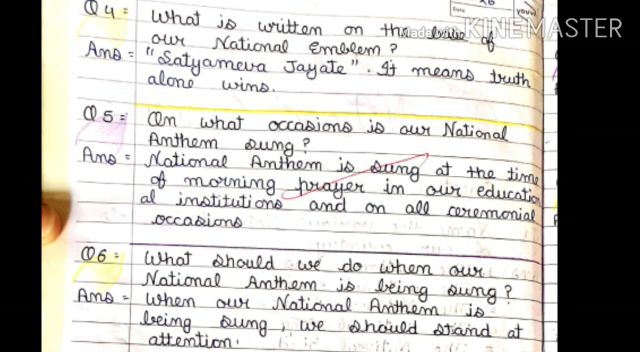 Q4 = What is written on the base of
our National Emblem?
Ans = "Satyameva Jayate". It means truth
alone wins.
Q5 = On what occasions is our National
Anthem sung?
Ans = National Anthem is sung at the time
of morning prayer in our education
al institutions and on all ceremonial
occasions
Q6 = What should we do when our
National Anthem is being sung?
Ans = When our National Anthem is
being sung, we should stand at
attention.
Made with KINEMASTER